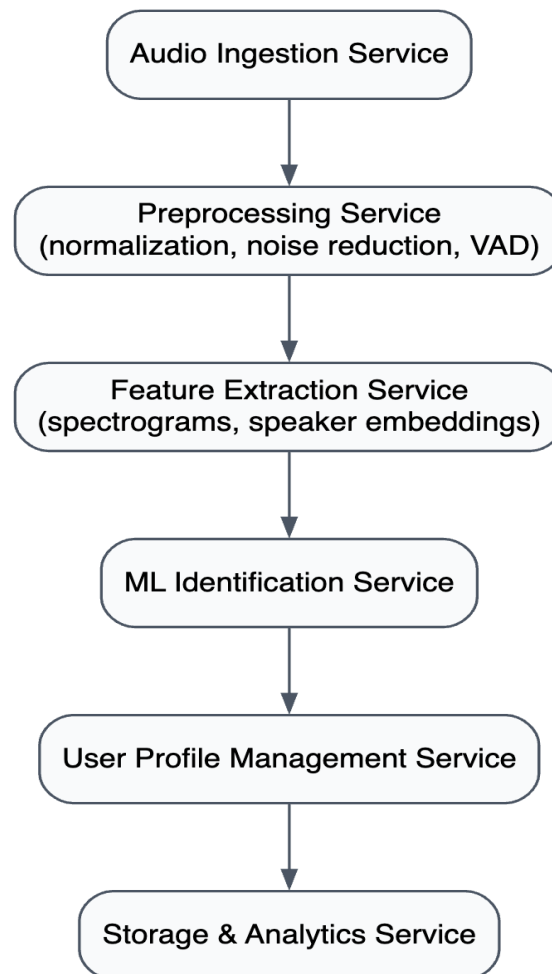 Audio Ingestion Service
Preprocessing Service
(normalization, noise reduction, VAD)
Feature Extraction Service
(spectrograms, speaker embeddings)
ML Identification Service
User Profile Management Service
Storage & Analytics Service